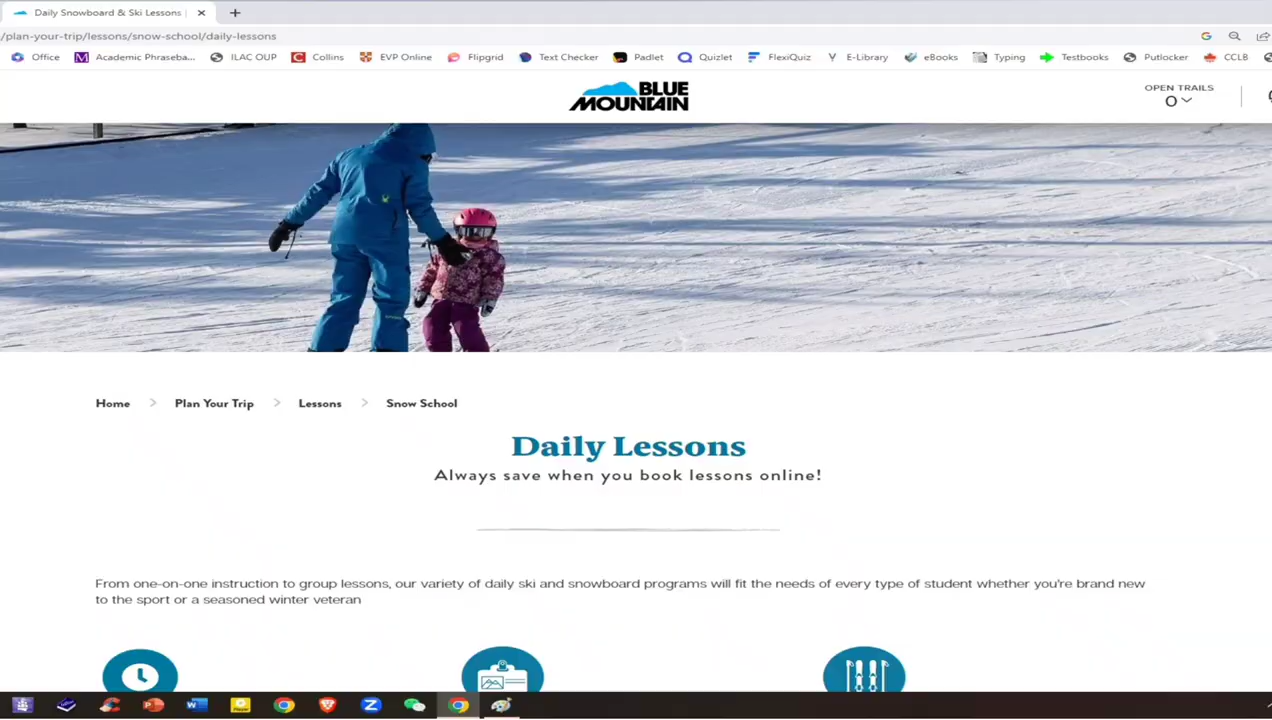 Daily Snowboard & Ski Lessons
/plan-your-trip/lessons/snow-school/daily-lessons
Office
Academic Phraseba...
ILAC OUP
Collins
EVP Online
Flipgrid
Text Checker
Padlet
Quizlet
FlexiQuiz
E-Library
eBooks
Typing
Testbooks
Putlocker
CCLB
BLUE
MOUNTAIN
OPEN TRAILS
0
Home > Plan Your Trip > Lessons > Snow School
Daily Lessons
Always save when you book lessons online!
From one-on-one instruction to group lessons, our variety of daily ski and snowboard programs will fit the needs of every type of student whether you're brand new
to the sport or a seasoned winter veteran